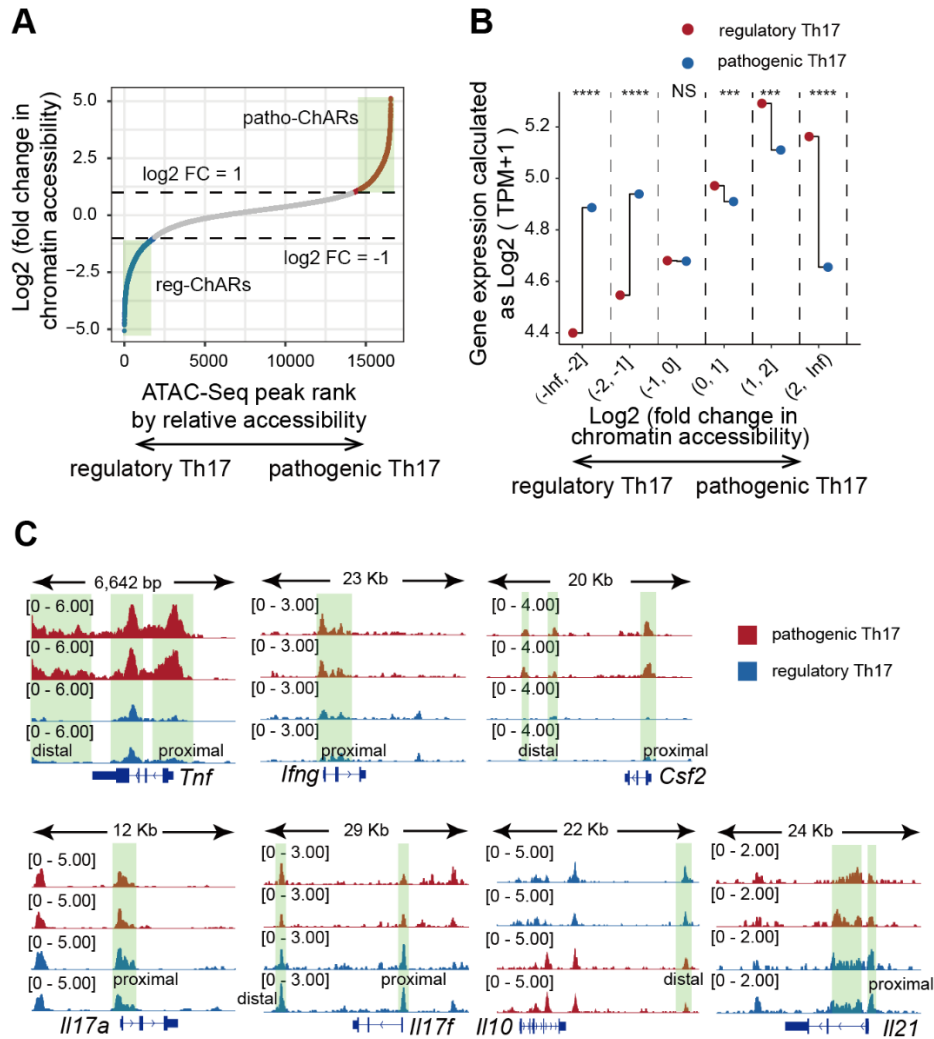 A
Log2 (fold change in
chromatin accessibility)
5.0
2.5
0.0
−2.5
−5.0
patho-ChARs
log2 FC = 1
log2 FC = -1
reg-ChARs
0
5000
10000
15000
ATAC-Seq peak rank
by relative accessibility
regulatory Th17
pathogenic Th17
B
regulatory Th17
pathogenic Th17
**** **** NS *** *** ****
Gene expression calculated
as Log2 ( TPM+1 )
5.2
5.0
4.8
4.6
4.4
(-Inf, -2]
(-2, -1]
(-1, 0]
(0, 1]
(1, 2]
(2, Inf)
Log2 (fold change in
chromatin accessibility)
regulatory Th17
pathogenic Th17
C
6,642 bp
[0 - 6.00]
[0 - 6.00]
[0 - 6.00]
[0 - 6.00]
distal
proximal
Tnf
23 Kb
[0 - 3.00]
[0 - 3.00]
[0 - 3.00]
[0 - 3.00]
proximal
Ifng
20 Kb
[0 - 4.00]
[0 - 4.00]
[0 - 4.00]
[0 - 4.00]
distal
proximal
Csf2
pathogenic Th17
regulatory Th17
12 Kb
[0 - 5.00]
[0 - 5.00]
[0 - 5.00]
[0 - 5.00]
proximal
Il17a
29 Kb
[0 - 3.00]
[0 - 3.00]
[0 - 3.00]
[0 - 3.00]
distal
proximal
Il17f
22 Kb
[0 - 5.00]
[0 - 5.00]
[0 - 5.00]
[0 - 5.00]
distal
Il10
24 Kb
[0 - 2.00]
[0 - 2.00]
[0 - 2.00]
[0 - 2.00]
proximal
Il21